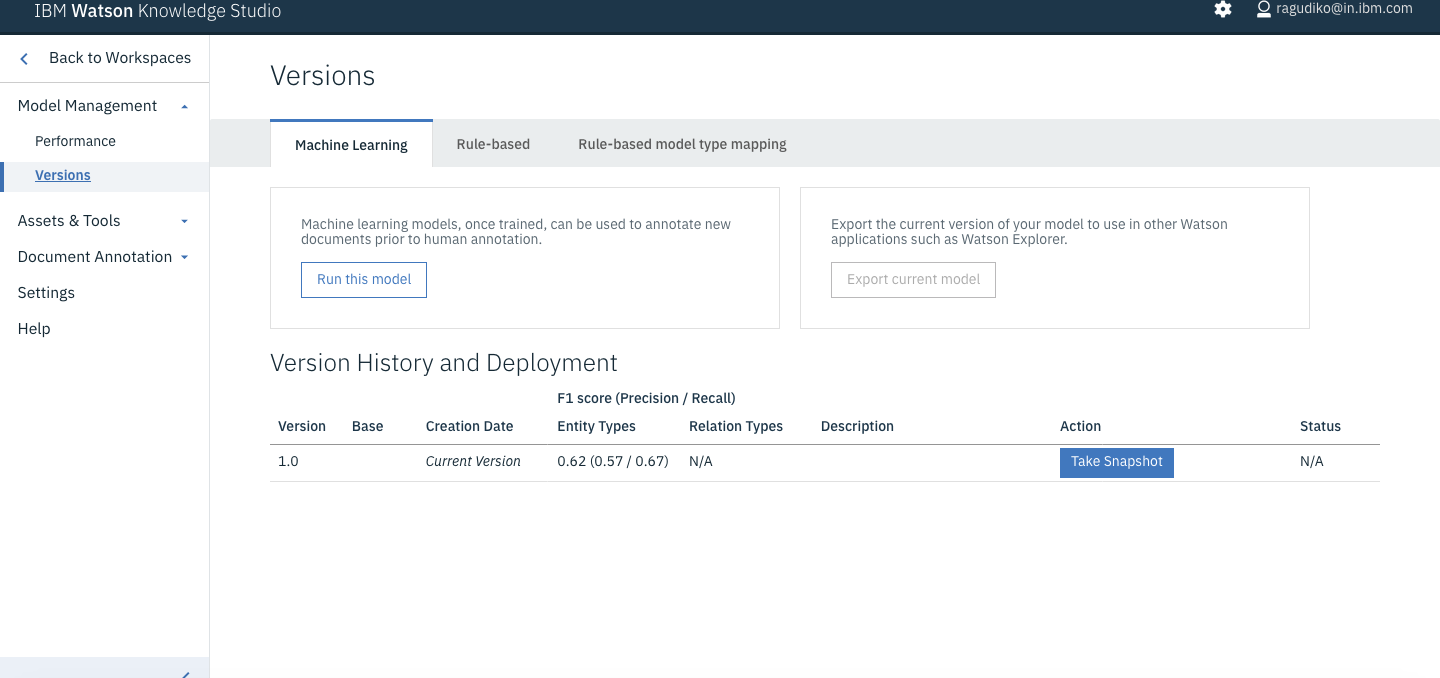 IBM Watson Knowledge Studio
ragudiko@in.ibm.com
Back to Workspaces
Model Management
Performance
Versions
Assets & Tools
Document Annotation
Settings
Help
Versions
Machine Learning
Rule-based
Rule-based model type mapping
Machine learning models, once trained, can be used to annotate new
documents prior to human annotation.
Run this model
Export the current version of your model to use in other Watson
applications such as Watson Explorer.
Export current model
Version History and Deployment
F1 score (Precision / Recall)
Version Base Creation Date Entity Types Relation Types Description Action Status
1.0 Current Version 0.62 (0.57 / 0.67) N/A Take Snapshot N/A